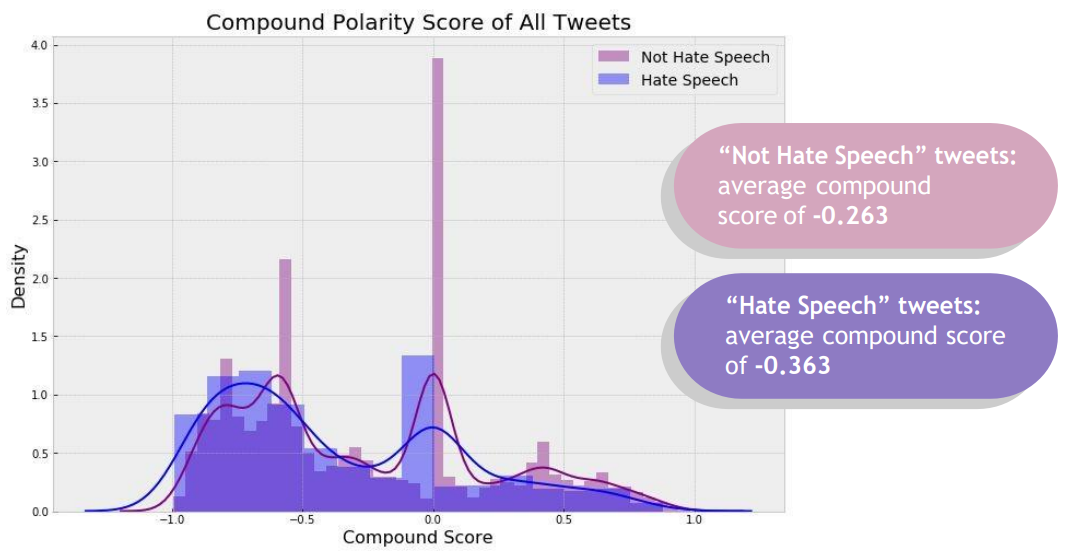 Compound Polarity Score of All Tweets
Not Hate Speech
Hate Speech
4.0
3.5
3.0
2.5
2.0
1.5
1.0
0.5
0.0
Density
−1.0
−0.5
0.0
0.5
1.0
Compound Score
“Not Hate Speech” tweets:
average compound
score of -0.263
“Hate Speech” tweets:
average compound score
of -0.363